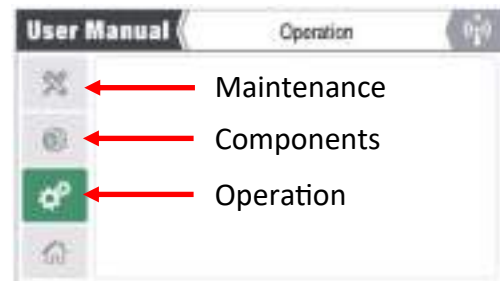 User Manual
Operation
Maintenance
Components
Operation